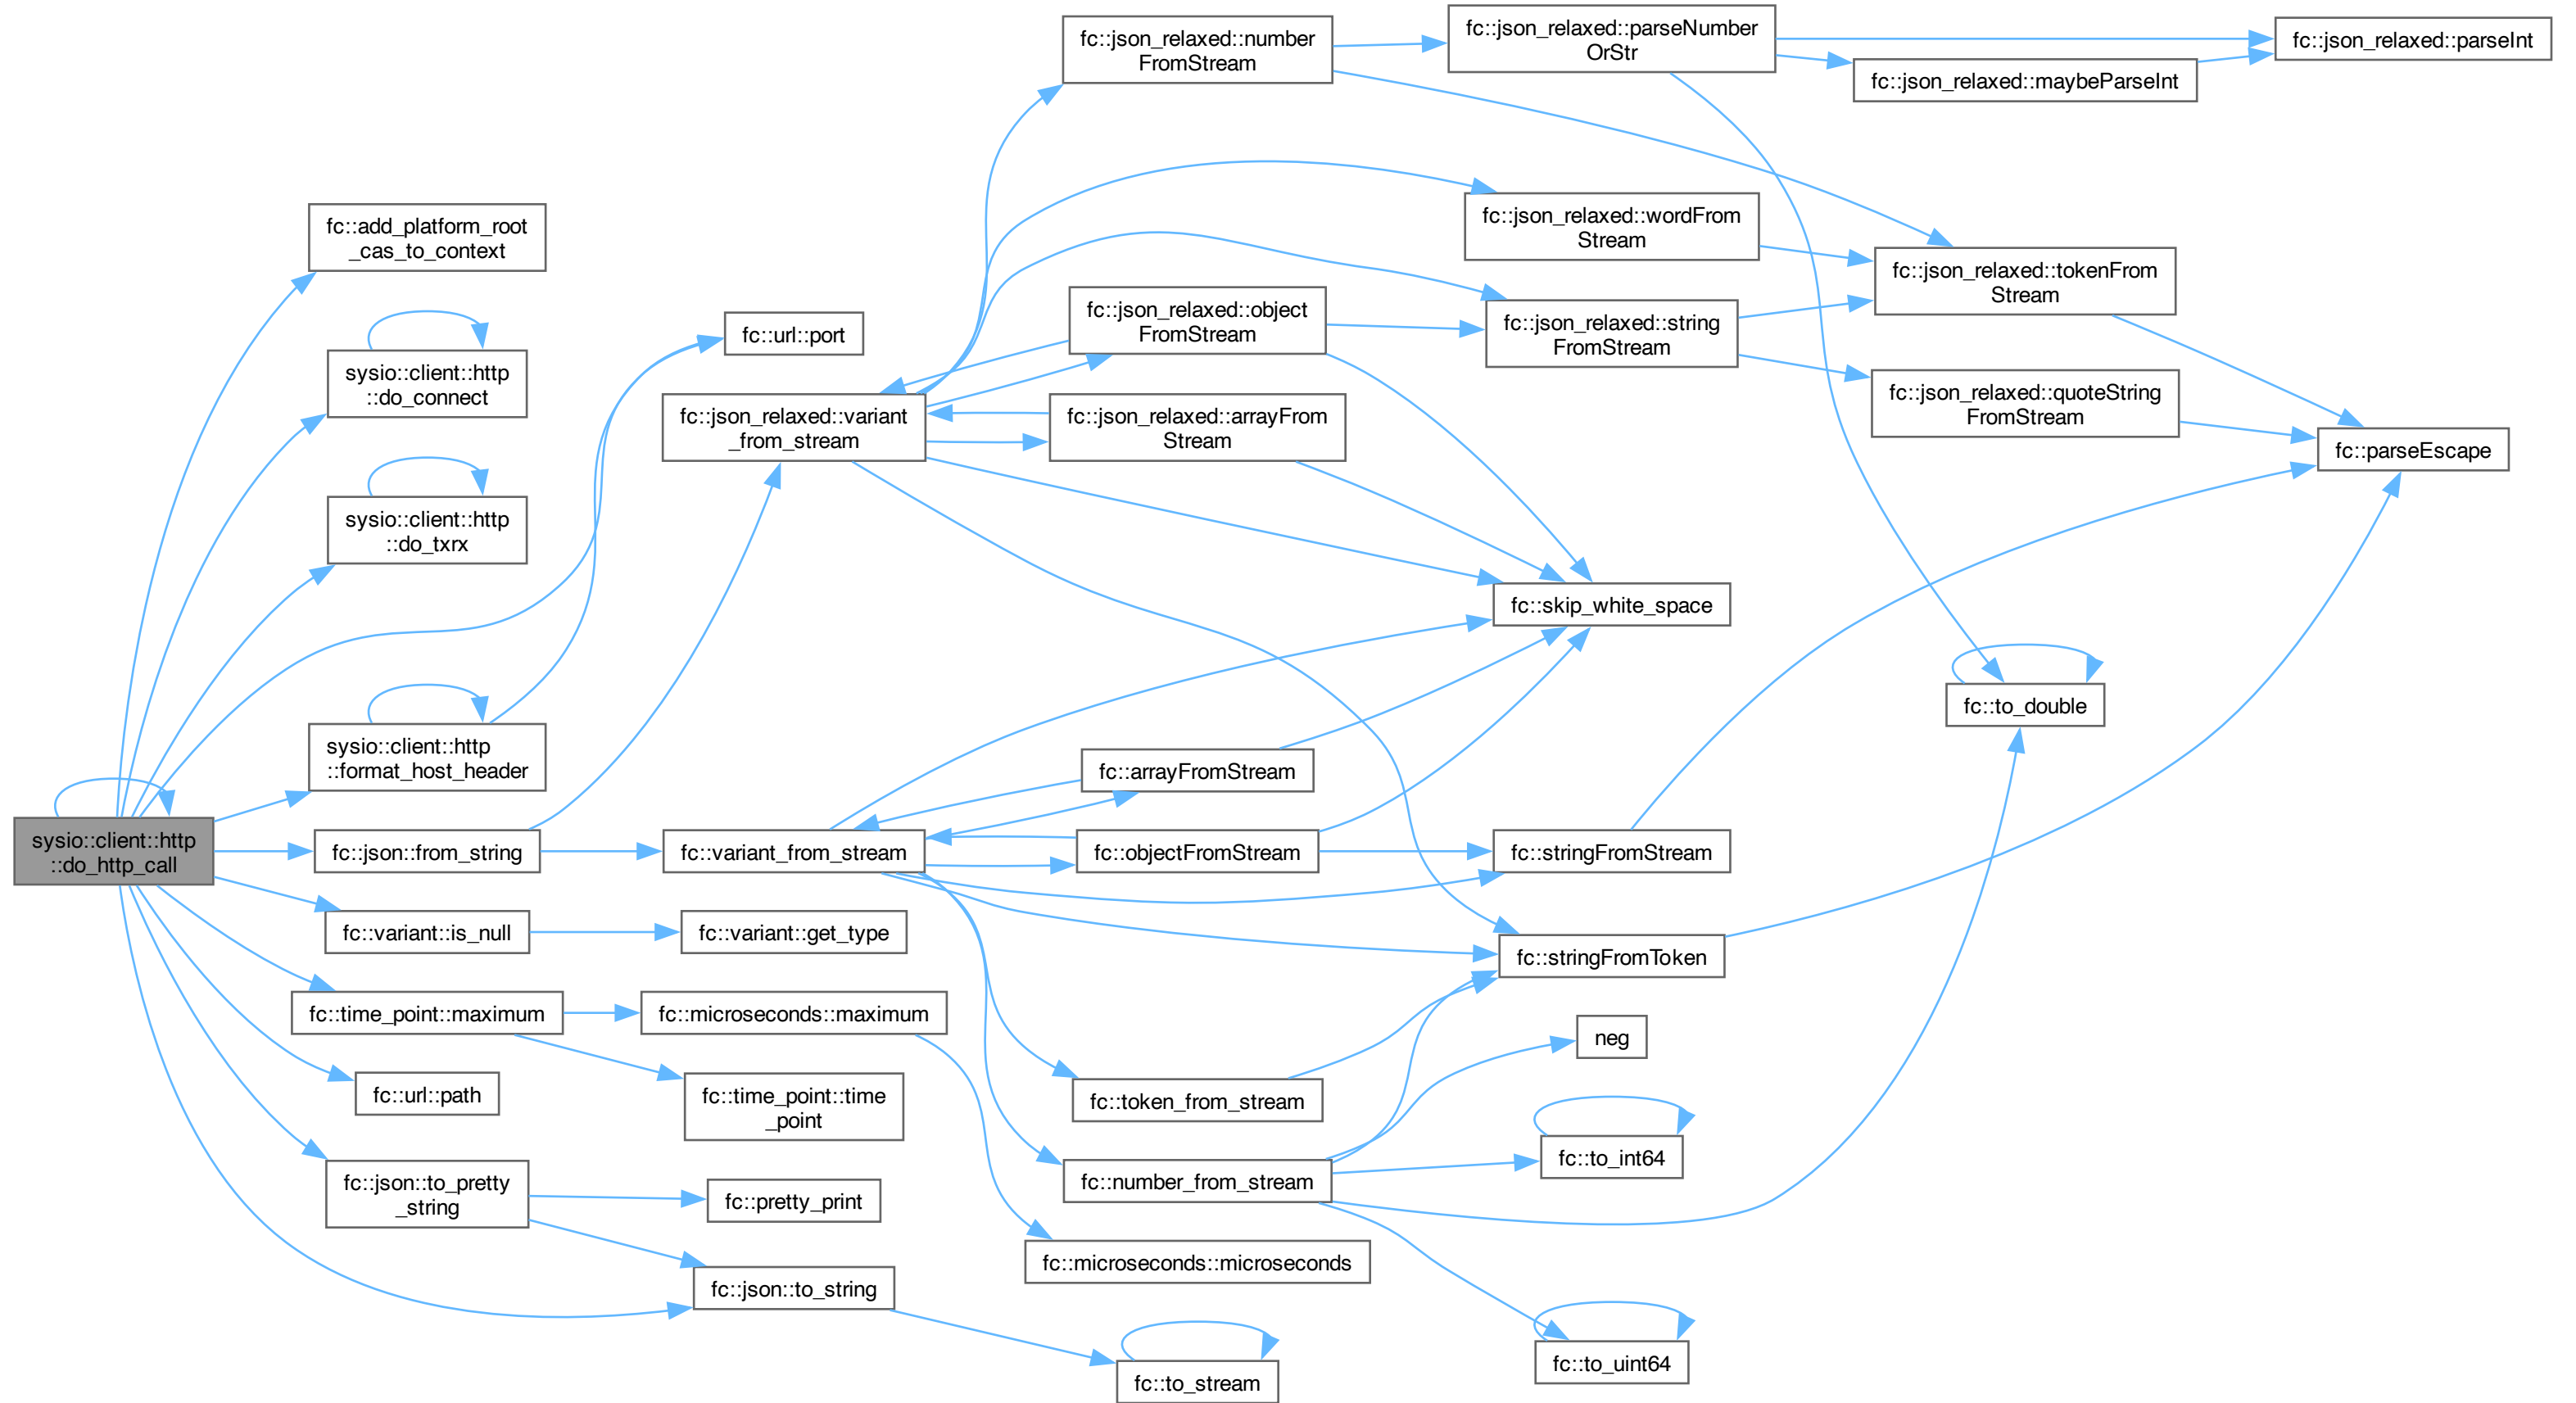 sysio::client::http
::do_http_call
fc::add_platform_root
_cas_to_context
sysio::client::http
::do_connect
sysio::client::http
::do_txrx
fc::url::port
sysio::client::http
::format_host_header
fc::json::from_string
fc::variant::is_null
fc::time_point::maximum
fc::url::path
fc::json::to_pretty
_string
fc::json_relaxed::variant
_from_stream
fc::variant_from_stream
fc::variant::get_type
fc::microseconds::maximum
fc::time_point::time
_point
fc::pretty_print
fc::json::to_string
fc::json_relaxed::number
FromStream
fc::json_relaxed::object
FromStream
fc::json_relaxed::arrayFrom
Stream
fc::arrayFromStream
fc::objectFromStream
fc::token_from_stream
fc::number_from_stream
fc::microseconds::microseconds
fc::to_stream
fc::json_relaxed::parseNumber
OrStr
fc::json_relaxed::wordFrom
Stream
fc::json_relaxed::string
FromStream
fc::skip_white_space
fc::stringFromStream
fc::stringFromToken
neg
fc::to_int64
fc::to_uint64
fc::json_relaxed::maybeParseInt
fc::json_relaxed::tokenFrom
Stream
fc::json_relaxed::quoteString
FromStream
fc::to_double
fc::json_relaxed::parseInt
fc::parseEscape